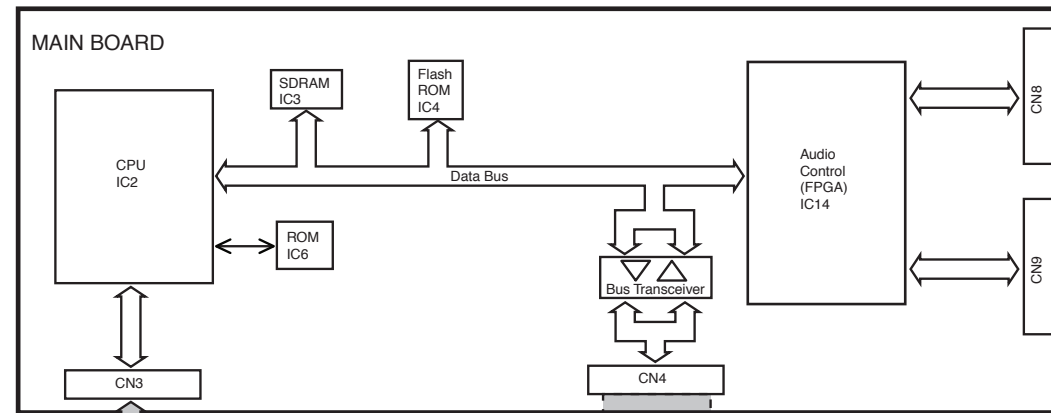 MAIN BOARD
SDRAM
IC3
Flash
ROM
IC4
CPU
IC2
Data Bus
Audio
Control
(FPGA)
IC14
CN8
ROM
IC6
Bus Transceiver
CN9
CN3
CN4